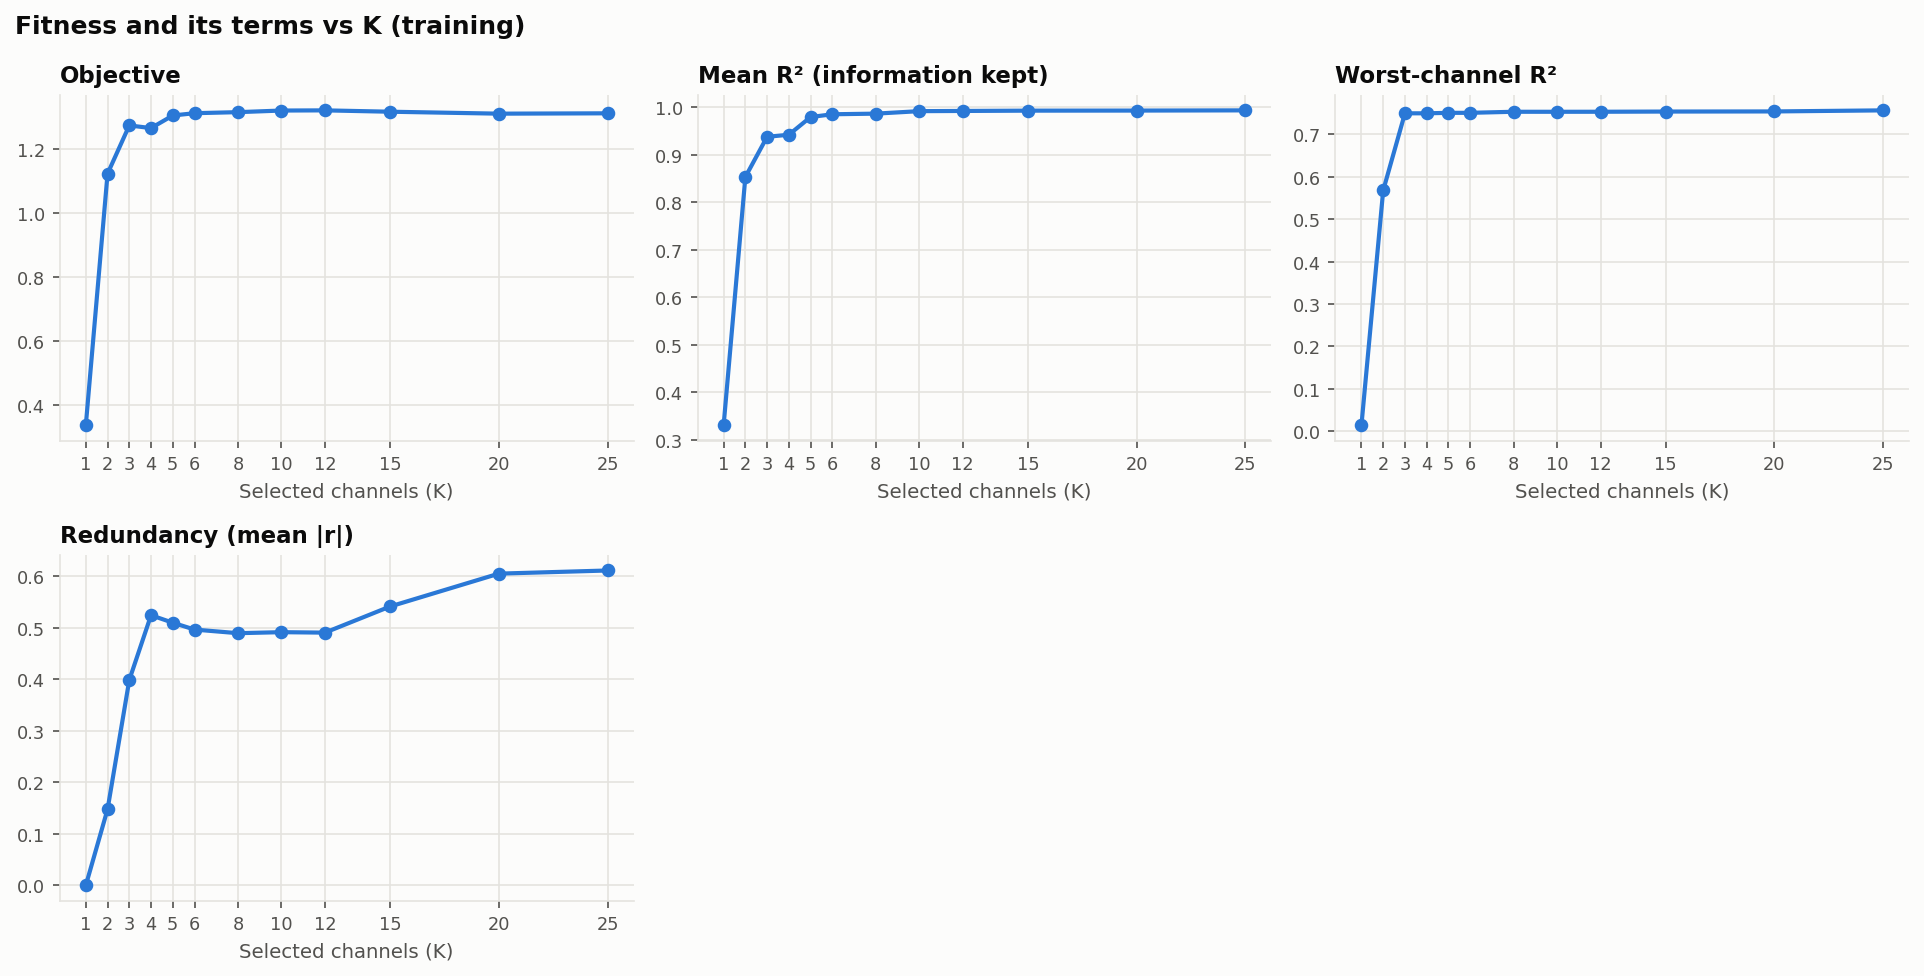 Fitness and its terms vs K (training)
Objective
1.2
1.0
0.8
0.6
0.4
1 2 3 4 5 6 8 10 12 15 20 25
Selected channels (K)
Mean R² (information kept)
1.0
0.9
0.8
0.7
0.6
0.5
0.4
0.3
1 2 3 4 5 6 8 10 12 15 20 25
Selected channels (K)
Worst-channel R²
0.7
0.6
0.5
0.4
0.3
0.2
0.1
0.0
1 2 3 4 5 6 8 10 12 15 20 25
Selected channels (K)
Redundancy (mean |r|)
0.6
0.5
0.4
0.3
0.2
0.1
0.0
1 2 3 4 5 6 8 10 12 15 20 25
Selected channels (K)